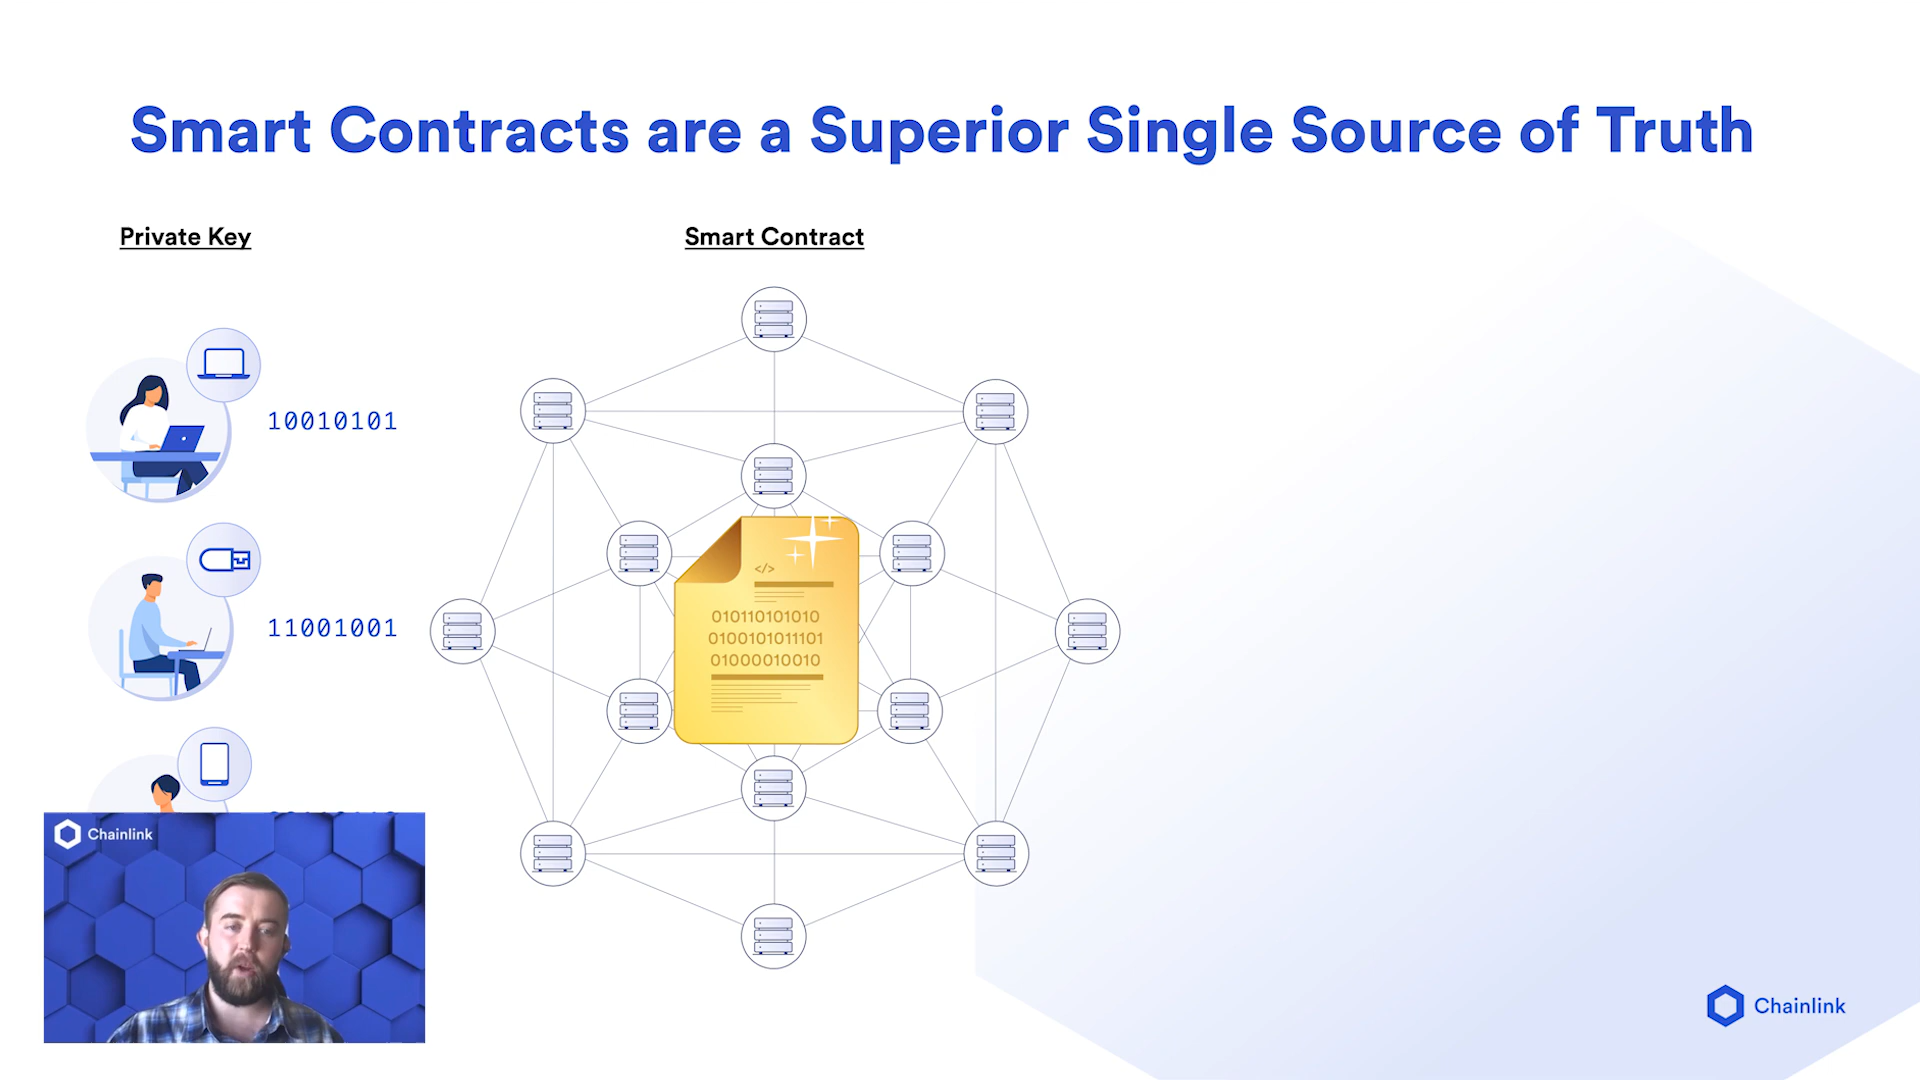 Smart Contracts are a Superior Single Source of Truth
Private Key
Smart Contract
10010101
11001001
</>
010110101010
0100101011101
01000010010
Chainlink
Chainlink